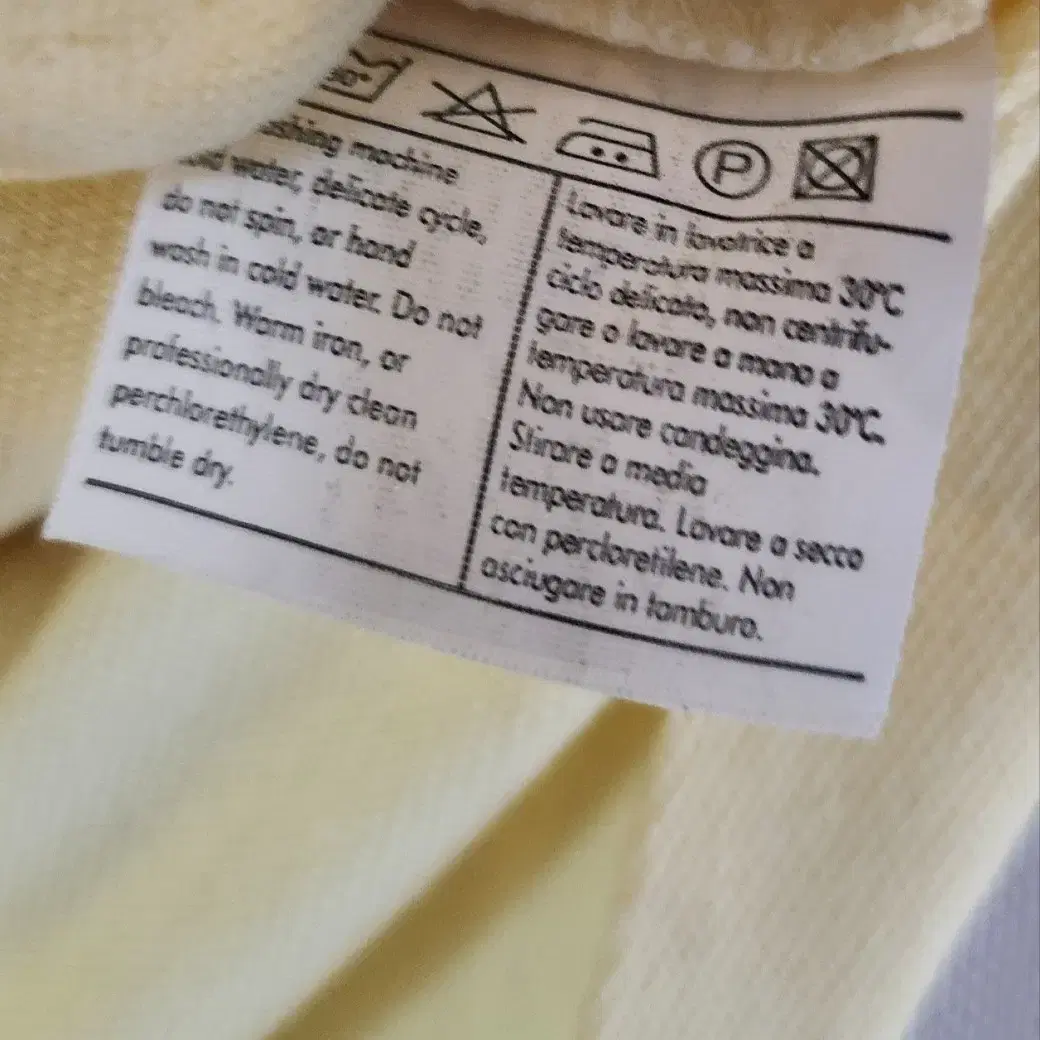 30°
P
washing machine
cold water, delicate cycle,
do not spin, or hand
wash in cold water. Do not
bleach. Warm iron, or
professionally dry clean
perchlorethylene, do not
tumble dry.
Lavare in lavatrice a
temperatura massima 30°C
ciclo delicato, non centrifu-
gare o lavare a mano a
temperatura massima 30°C.
Non usare candeggina.
Stirare a media
temperatura. Lavare a secco
con percloretilene. Non
asciugare in tamburo.